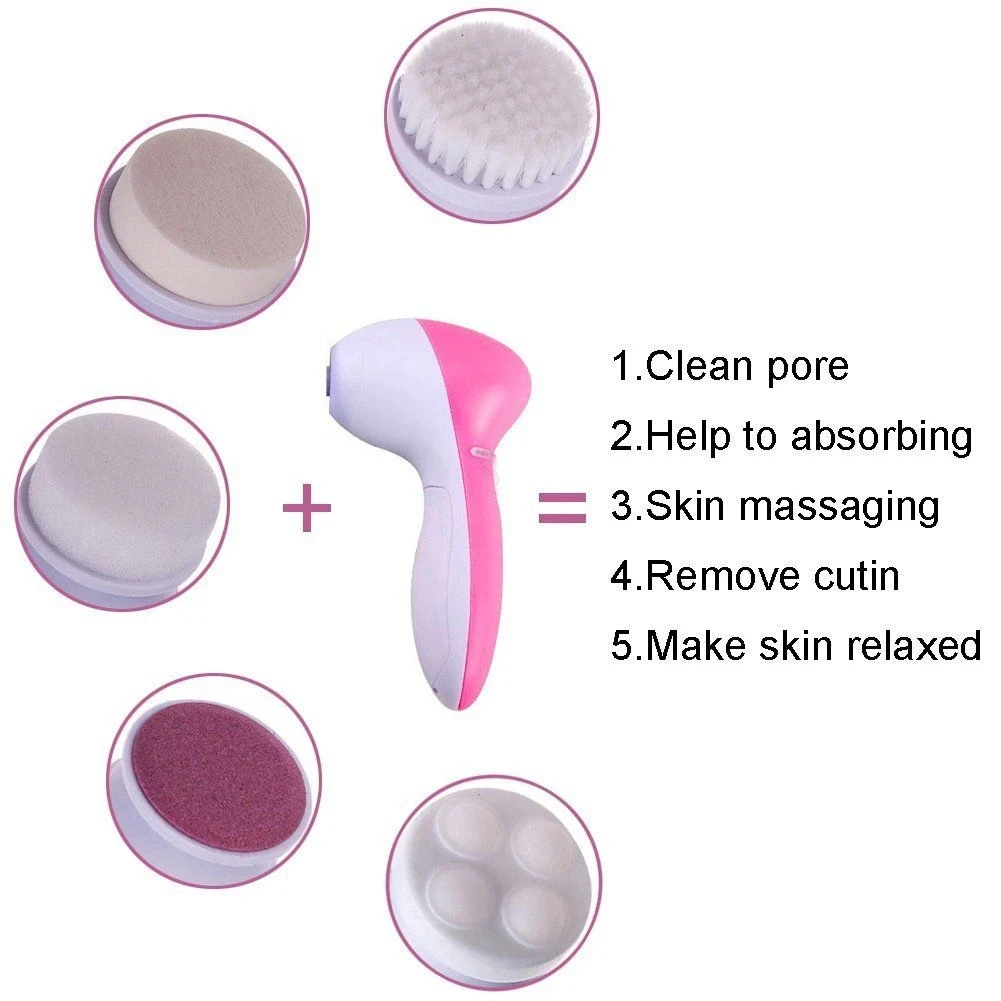 1.Clean pore
2.Help to absorbing
3.Skin massaging
4.Remove cutin
5.Make skin relaxed